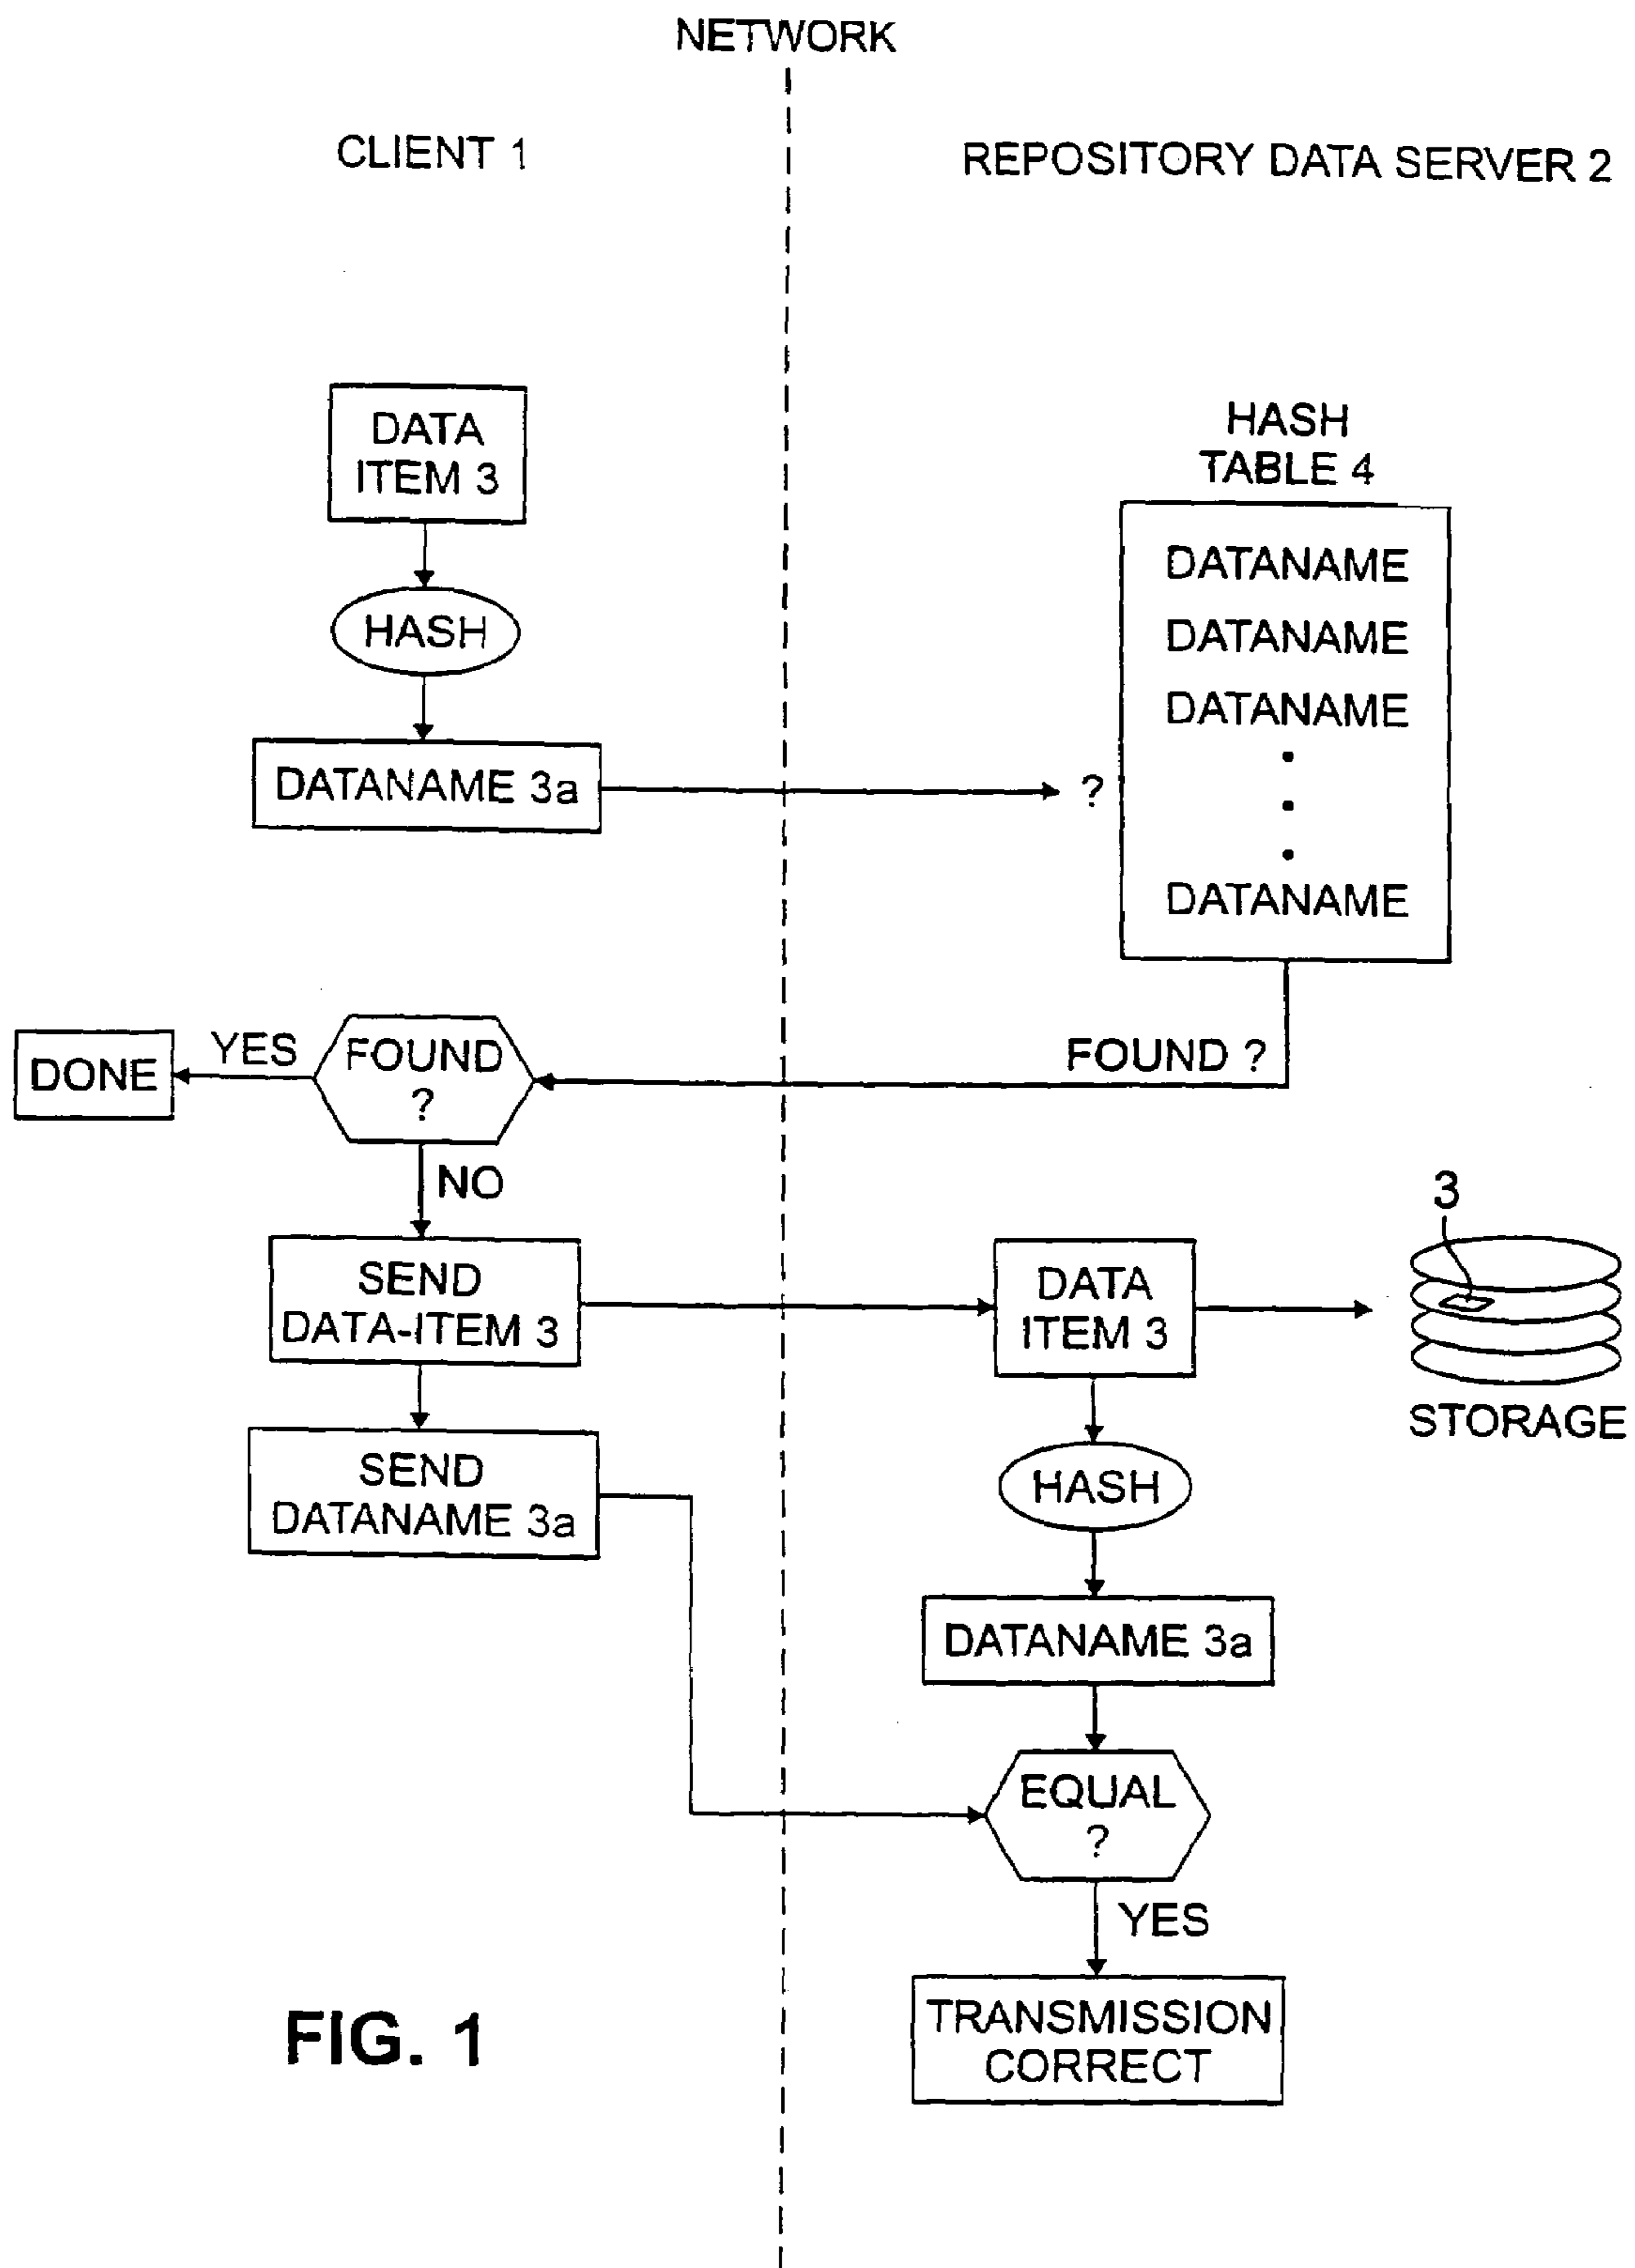 NETWORK
CLIENT 1
REPOSITORY DATA SERVER 2
DATA
ITEM 3
HASH
DATANAME 3a
HASH
TABLE 4
DATANAME
DATANAME
DATANAME
DATANAME
?
FOUND ?
FOUND
?
YES
DONE
NO
SEND
DATA-ITEM 3
SEND
DATANAME 3a
DATA
ITEM 3
3
STORAGE
HASH
DATANAME 3a
EQUAL
?
YES
TRANSMISSION
CORRECT
FIG. 1